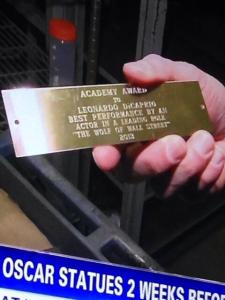 ACADEMY AWARD
TO
LEONARDO DICAPRIO
BEST PERFORMANCE BY AN
ACTOR IN A LEADING ROLE
"THE WOLF OF WALL STREET"
2013
OSCAR STATUES 2 WEEKS BEFOR